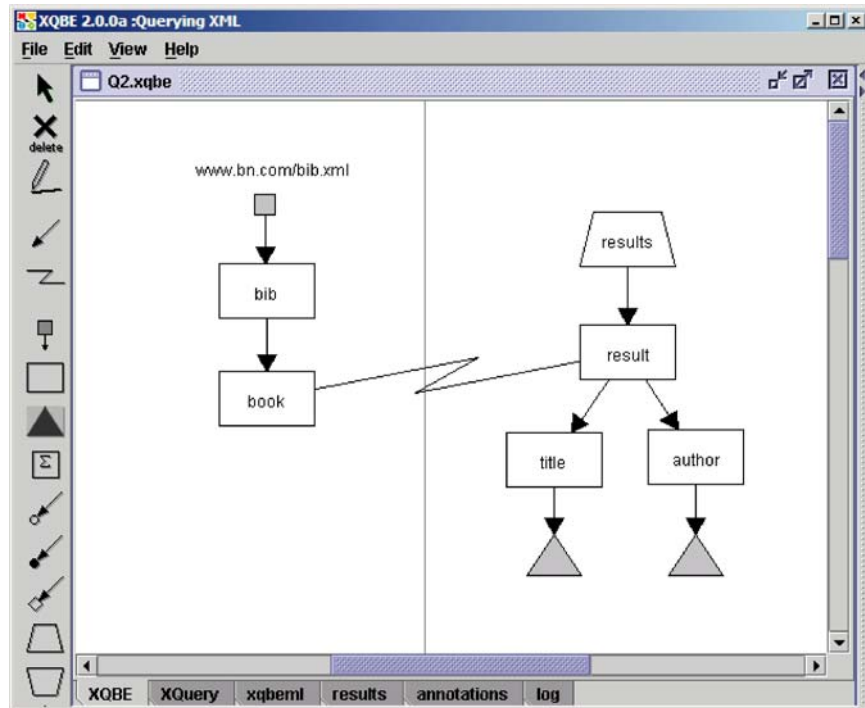 XQBE 2.0.0a :Querying XML
File Edit View Help
Q2.xqbe
delete
Σ
www.bn.com/bib.xml
bib
book
results
result
title
author
XQBE XQuery xqbeml results annotations log